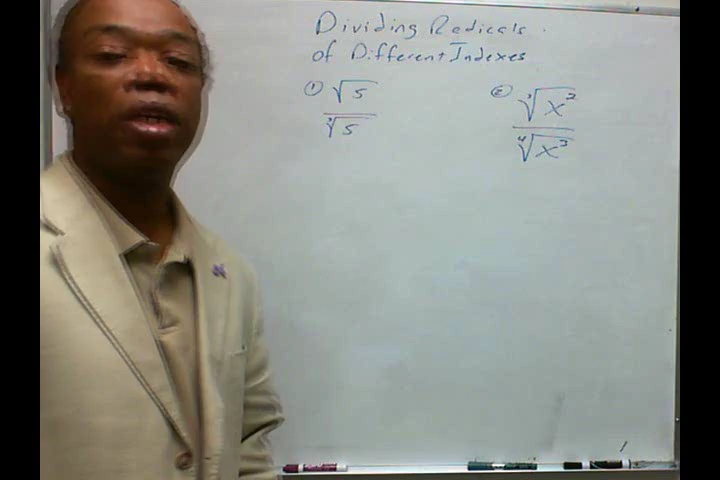 Dividing Radicals
of Different Indexes
① √5 / ∛5
② ∛x² / ∜x³